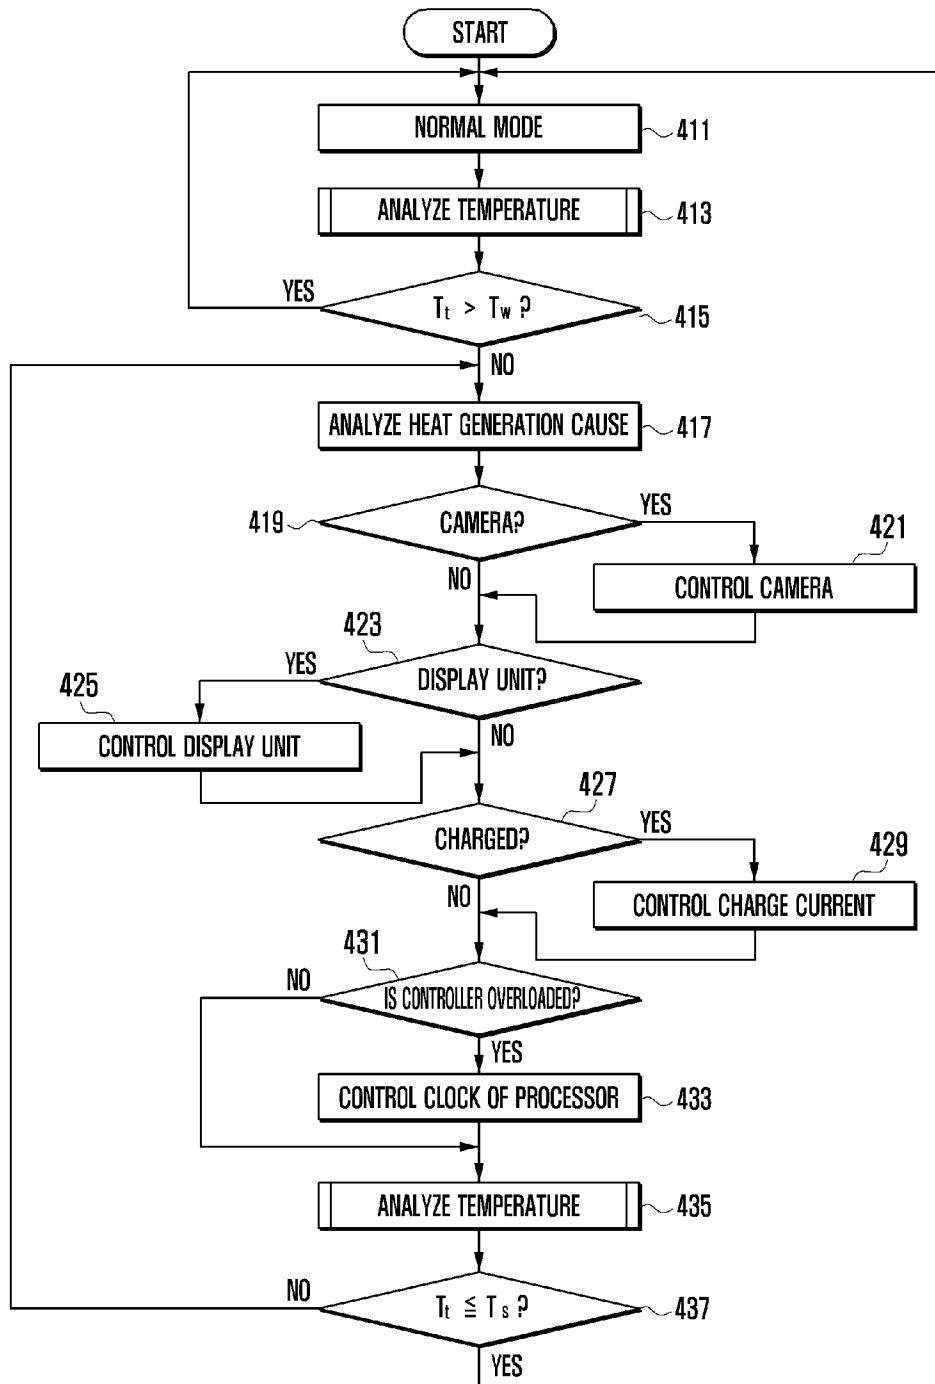 START
NORMAL MODE
411
ANALYZE TEMPERATURE
413
YES
Tt > Tw ?
415
NO
ANALYZE HEAT GENERATION CAUSE
417
419
CAMERA?
YES
421
NO
CONTROL CAMERA
423
YES
DISPLAY UNIT?
425
CONTROL DISPLAY UNIT
NO
427
CHARGED?
YES
429
NO
CONTROL CHARGE CURRENT
431
NO
IS CONTROLLER OVERLOADED?
YES
CONTROL CLOCK OF PROCESSOR
433
ANALYZE TEMPERATURE
435
NO
Tt ≦ Ts ?
437
YES